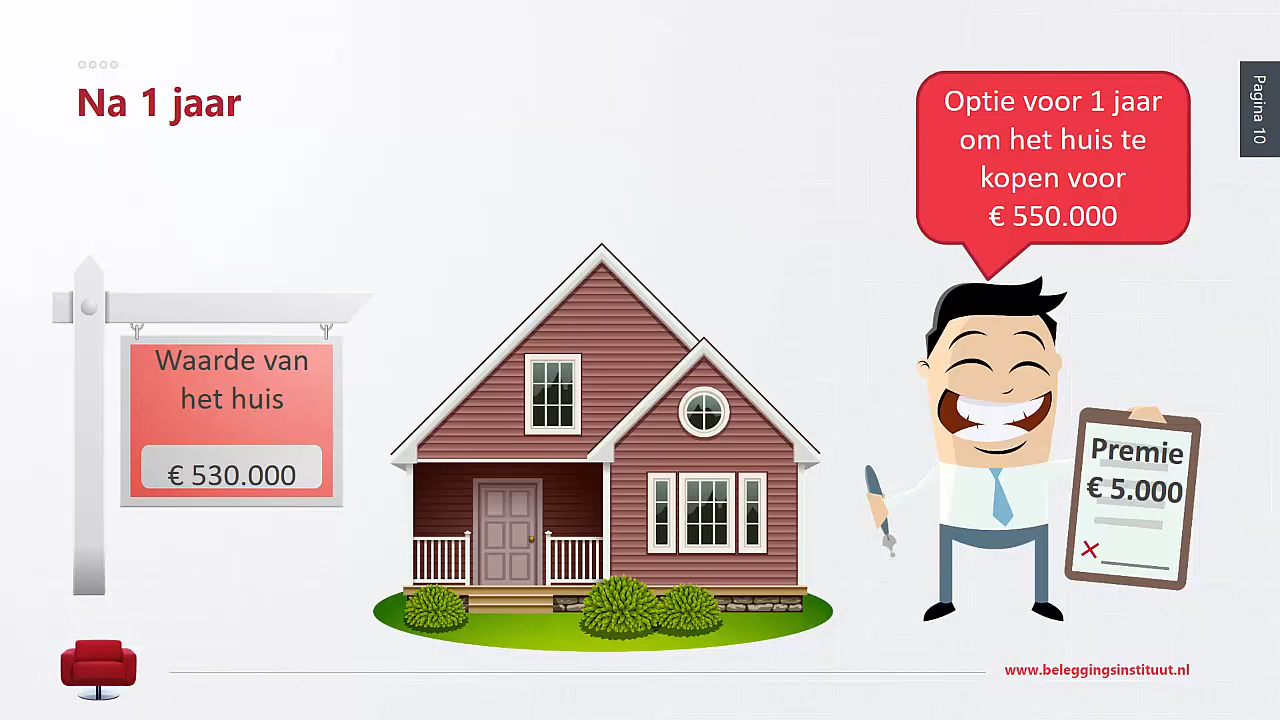 Na 1 jaar
Optie voor 1 jaar
om het huis te
kopen voor
€ 550.000
Pagina 10
Waarde van
het huis
€ 530.000
Premie
€ 5.000
www.beleggingsinstituut.nl